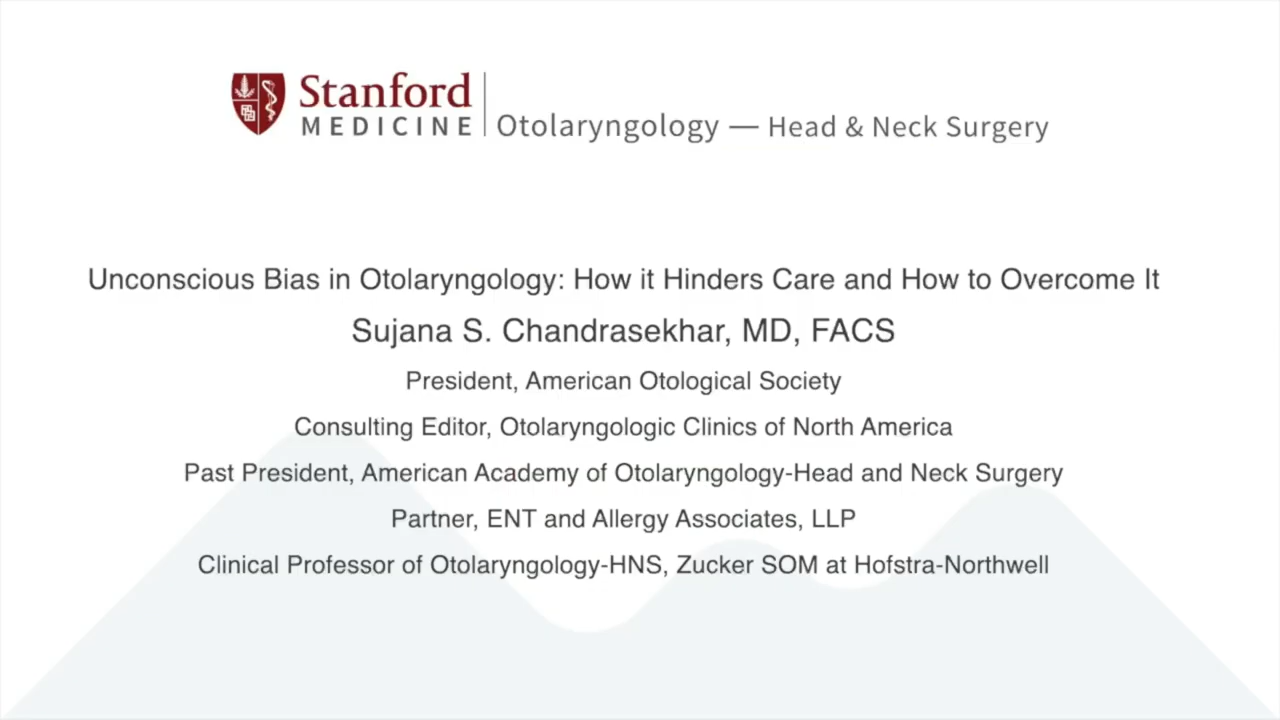 Stanford
MEDICINE
Otolaryngology — Head & Neck Surgery
Unconscious Bias in Otolaryngology: How it Hinders Care and How to Overcome It
Sujana S. Chandrasekhar, MD, FACS
President, American Otological Society
Consulting Editor, Otolaryngologic Clinics of North America
Past President, American Academy of Otolaryngology-Head and Neck Surgery
Partner, ENT and Allergy Associates, LLP
Clinical Professor of Otolaryngology-HNS, Zucker SOM at Hofstra-Northwell